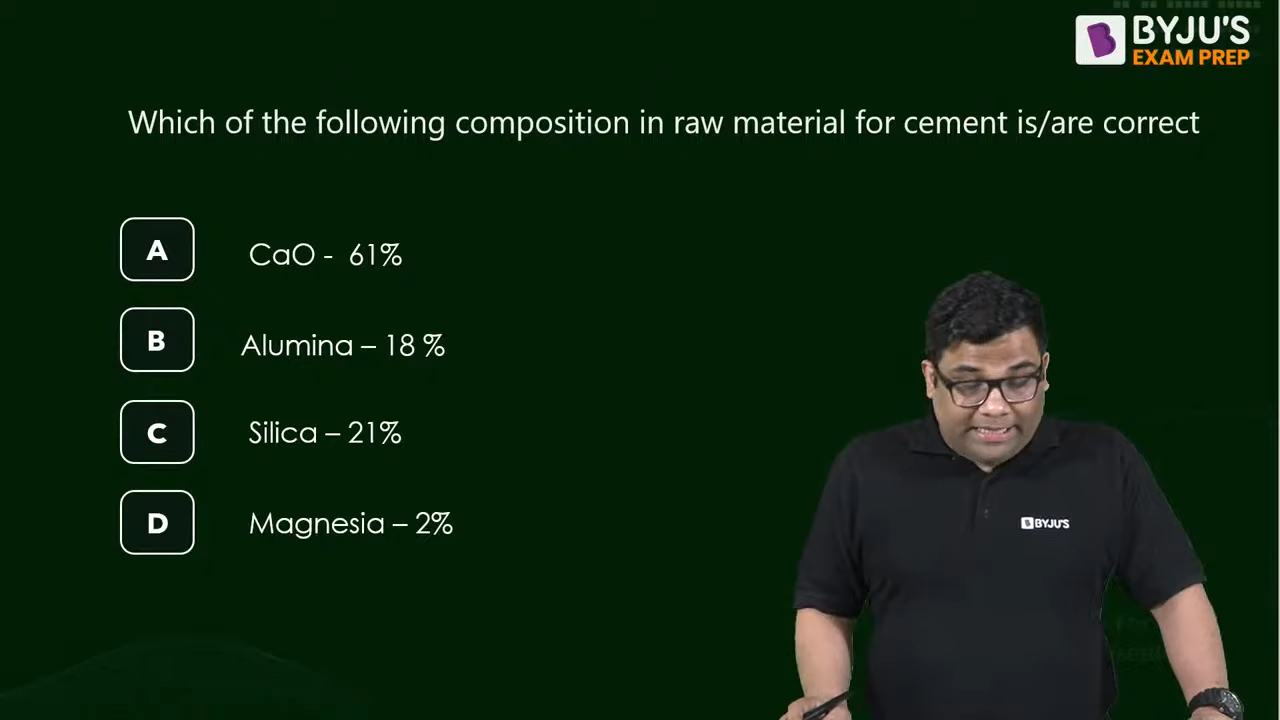 BYJU'S
EXAM PREP
Which of the following composition in raw material for cement is/are correct
A CaO - 61%
B Alumina – 18 %
C Silica – 21%
D Magnesia – 2%
BYJU'S